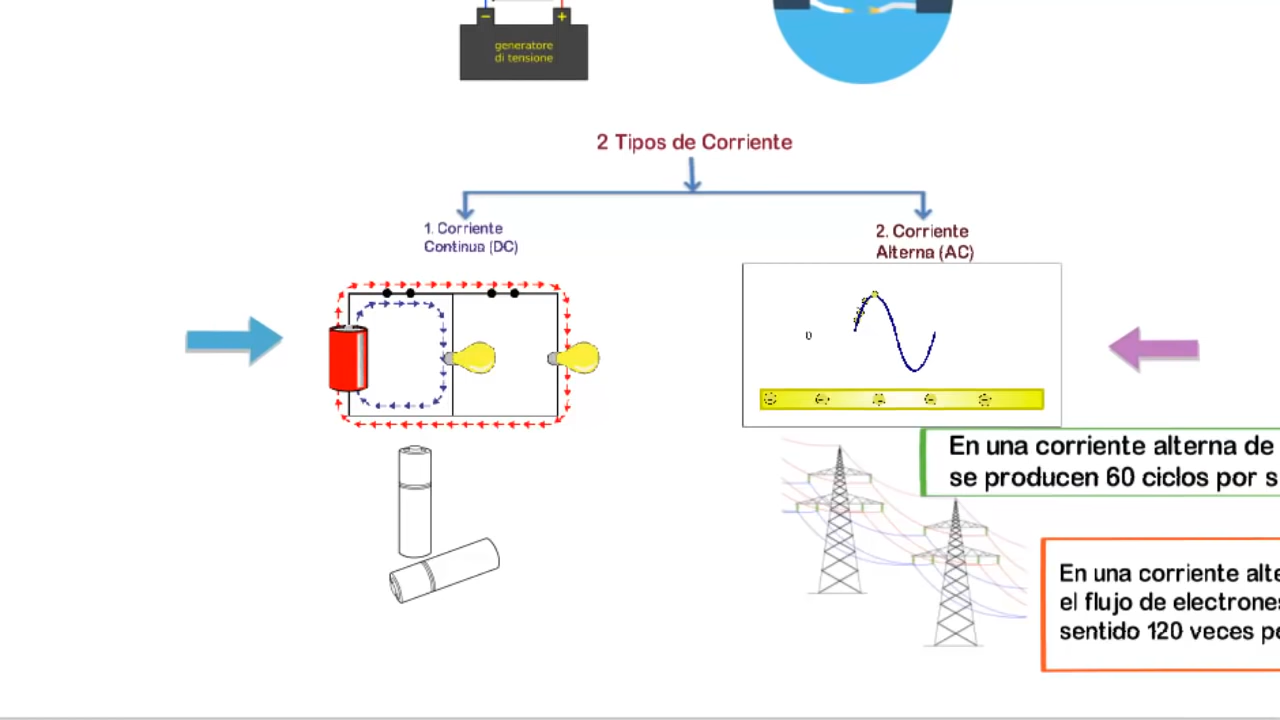 − +
generatore
di tensione
2 Tipos de Corriente
1. Corriente
Continua (DC)
2. Corriente
Alterna (AC)
0
En una corriente alterna de
se producen 60 ciclos por s
En una corriente alte
el flujo de electrones
sentido 120 veces pe